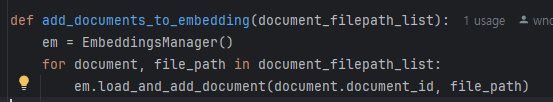 def add_documents_to_embedding(document_filepath_list): 1 usage
em = EmbeddingsManager()
for document, file_path in document_filepath_list:
em.load_and_add_document(document.document_id, file_path)